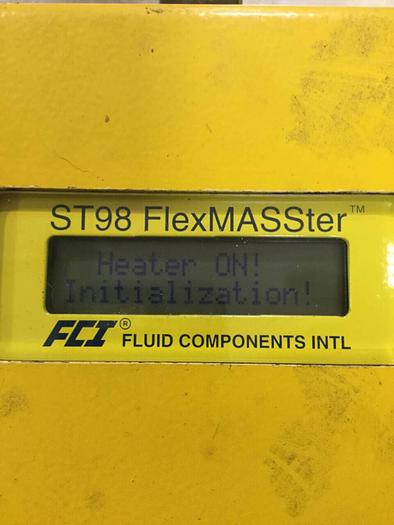 ST98 FlexMASSter™
Heater ON!
Initialization!
FCI® FLUID COMPONENTS INTL